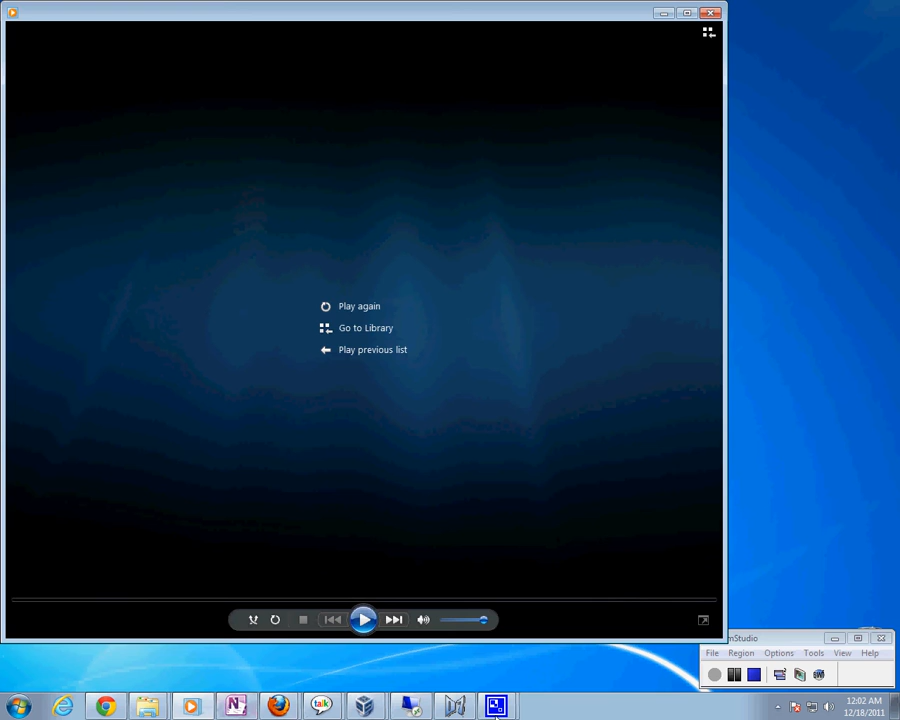 Play again
Go to Library
Play previous list
mStudio
File Region Options Tools View Help
talk
12:02 AM
12/18/2011